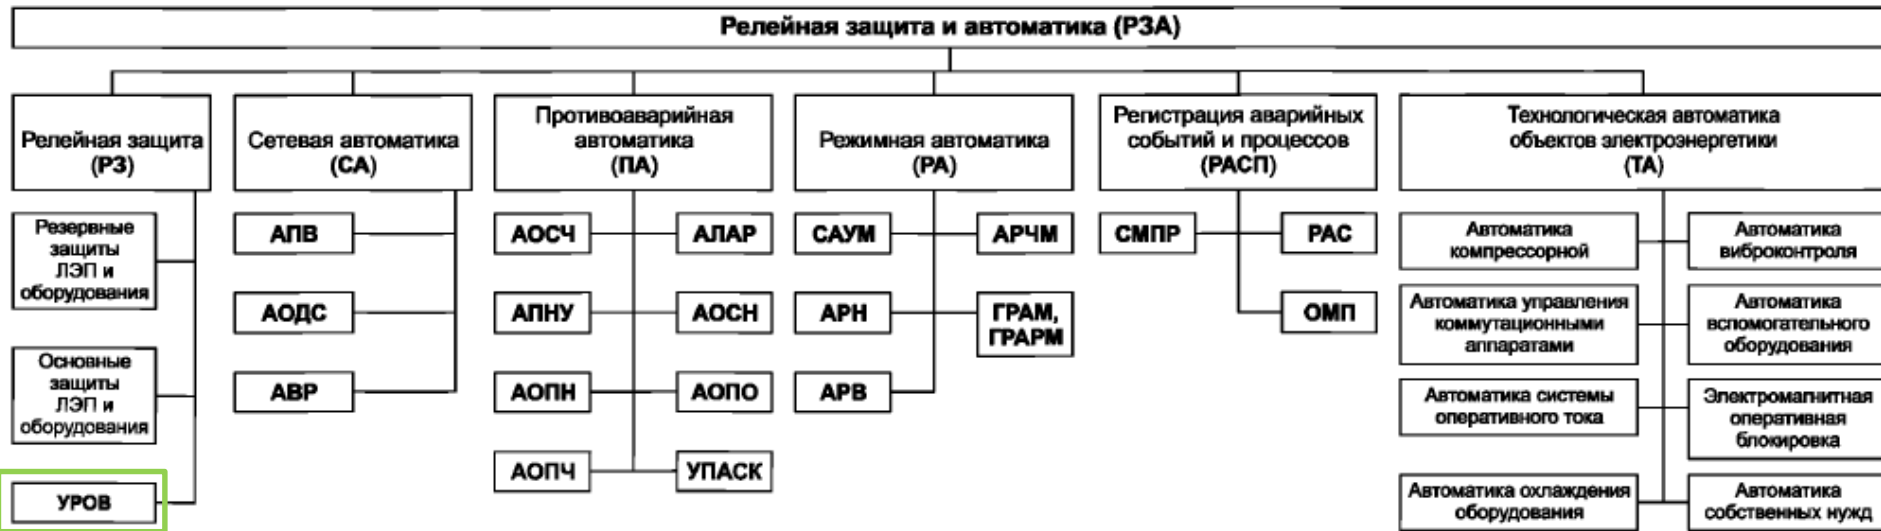 Релейная защита и автоматика (РЗА)
Релейная защита
(РЗ)
Резервные
защиты
ЛЭП и
оборудования
Основные
защиты
ЛЭП и
оборудования
УРОВ
Сетевая автоматика
(СА)
АПВ
АОДС
АВР
Противоаварийная
автоматика
(ПА)
АОСЧ
АЛАР
АПНУ
АОСН
АОПН
АОПО
АОПЧ
УПАСК
Режимная автоматика
(РА)
САУМ
АРЧМ
АРН
ГРАМ,
ГРАРМ
АРВ
Регистрация аварийных
событий и процессов
(РАСП)
СМПР
РАС
ОМП
Технологическая автоматика
объектов электроэнергетики
(ТА)
Автоматика
компрессорной
Автоматика
виброконтроля
Автоматика управления
коммутационными
аппаратами
Автоматика
вспомогательного
оборудования
Автоматика системы
оперативного тока
Электромагнитная
оперативная
блокировка
Автоматика охлаждения
оборудования
Автоматика
собственных нужд